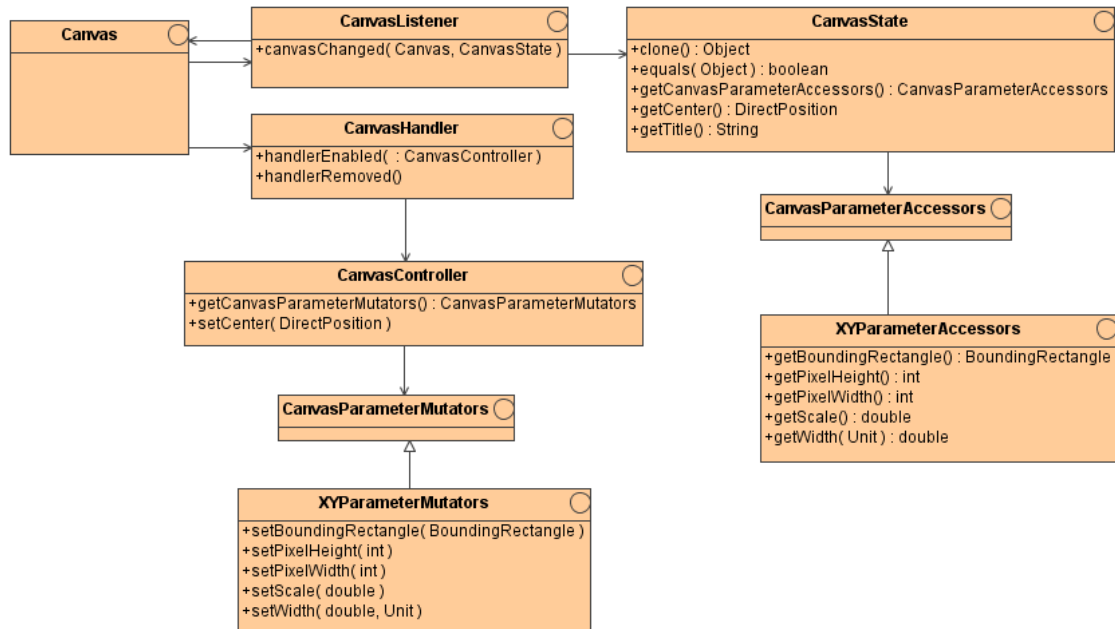 Canvas
CanvasListener
+canvasChanged( Canvas, CanvasState )
CanvasState
+clone() : Object
+equals( Object ) : boolean
+getCanvasParameterAccessors() : CanvasParameterAccessors
+getCenter() : DirectPosition
+getTitle() : String
CanvasHandler
+handlerEnabled(  : CanvasController )
+handlerRemoved()
CanvasParameterAccessors
CanvasController
+getCanvasParameterMutators() : CanvasParameterMutators
+setCenter( DirectPosition )
XYParameterAccessors
+getBoundingRectangle() : BoundingRectangle
+getPixelHeight() : int
+getPixelWidth() : int
+getScale() : double
+getWidth( Unit ) : double
CanvasParameterMutators
XYParameterMutators
+setBoundingRectangle( BoundingRectangle )
+setPixelHeight( int )
+setPixelWidth( int )
+setScale( double )
+setWidth( double, Unit )